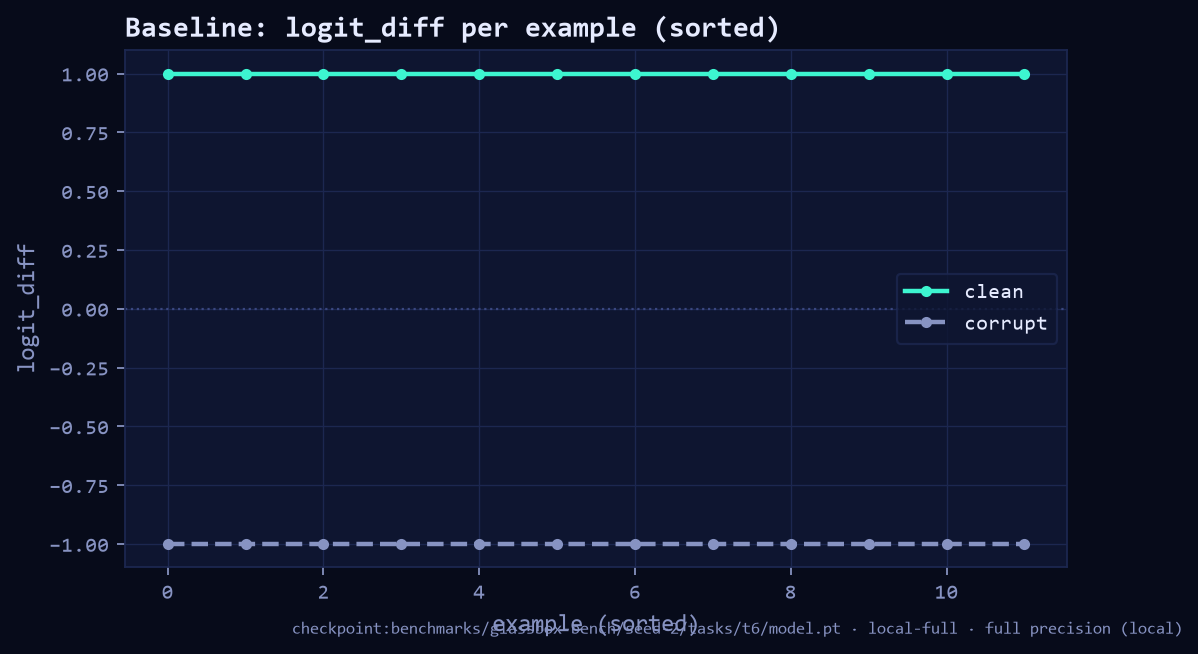 Baseline: logit_diff per example (sorted)
1.00
0.75
0.50
0.25
0.00
−0.25
−0.50
−0.75
−1.00
logit_diff
clean
corrupt
0 2 4 6 8 10
example (sorted)
checkpoint:benchmarks/glassbox-bench/seed-2/tasks/t6/model.pt · local-full · full precision (local)